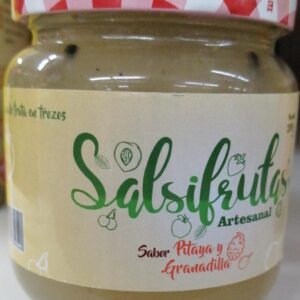 de fruta en trozos
Salsifrutas
Artesanal
Sabor Pitaya y
Granadilla